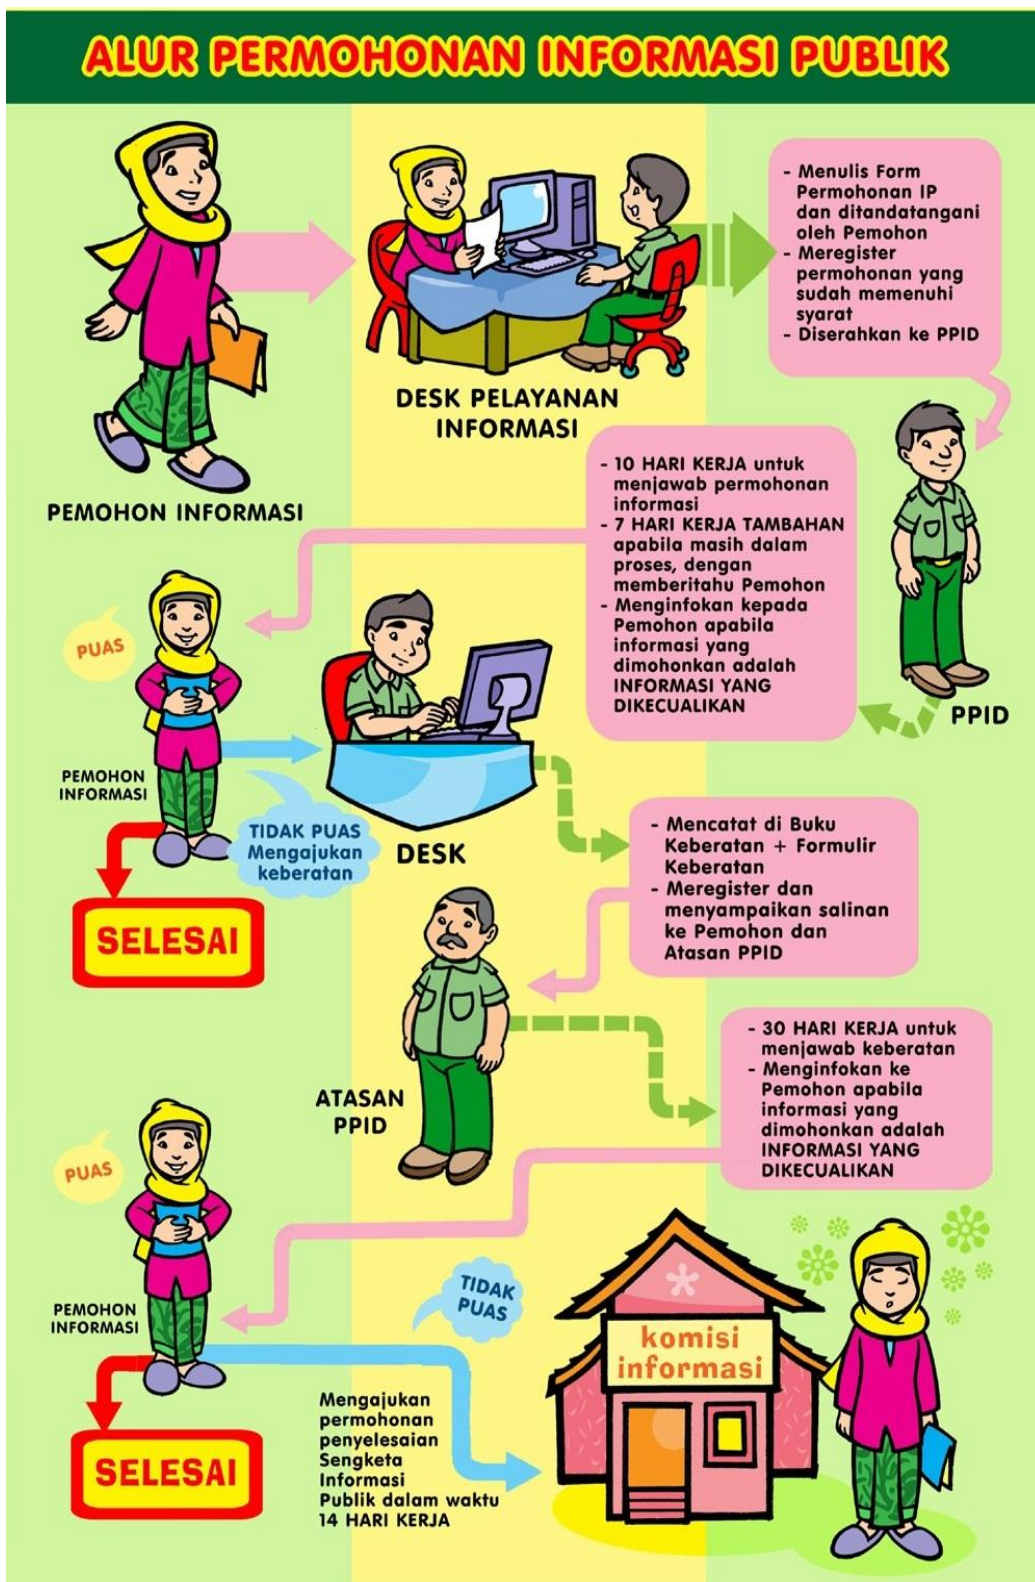 ALUR PERMOHONAN INFORMASI PUBLIK
PEMOHON INFORMASI
DESK PELAYANAN
INFORMASI
- Menulis Form
Permohonan IP
dan ditandatangani
oleh Pemohon
- Meregister
permohonan yang
sudah memenuhi
syarat
- Diserahkan ke PPID
PPID
- 10 HARI KERJA untuk
menjawab permohonan
informasi
- 7 HARI KERJA TAMBAHAN
apabila masih dalam
proses, dengan
memberitahu Pemohon
- Menginfokan kepada
Pemohon apabila
informasi yang
dimohonkan adalah
INFORMASI YANG
DIKECUALIKAN
PUAS
PEMOHON
INFORMASI
SELESAI
TIDAK PUAS
Mengajukan
keberatan
DESK
- Mencatat di Buku
Keberatan + Formulir
Keberatan
- Meregister dan
menyampaikan salinan
ke Pemohon dan
Atasan PPID
ATASAN
PPID
- 30 HARI KERJA untuk
menjawab keberatan
- Menginfokan ke
Pemohon apabila
informasi yang
dimohonkan adalah
INFORMASI YANG
DIKECUALIKAN
PUAS
PEMOHON
INFORMASI
SELESAI
TIDAK
PUAS
Mengajukan
permohonan
penyelesaian
Sengketa
Informasi
Publik dalam waktu
14 HARI KERJA
komisi
informasi